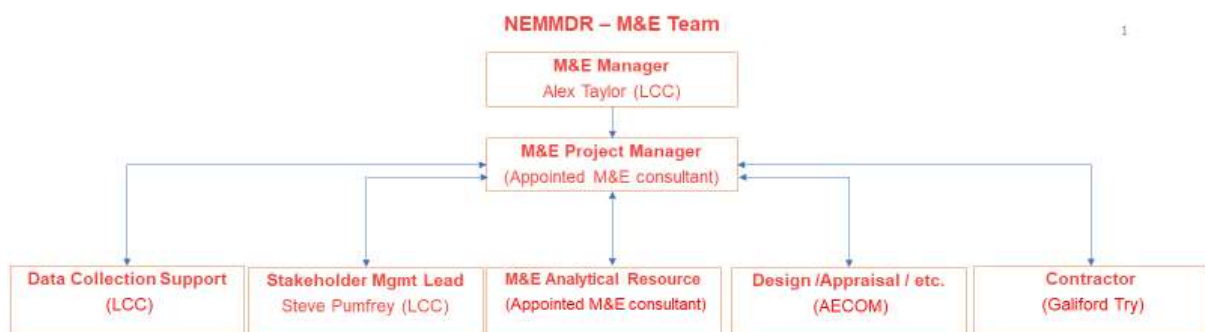 NEMMDR – M&E Team
1
M&E Manager
Alex Taylor (LCC)
M&E Project Manager
(Appointed M&E consultant)
Data Collection Support
(LCC)
Stakeholder Mgmt Lead
Steve Pumfrey (LCC)
M&E Analytical Resource
(Appointed M&E consultant)
Design /Appraisal / etc.
(AECOM)
Contractor
(Galiford Try)